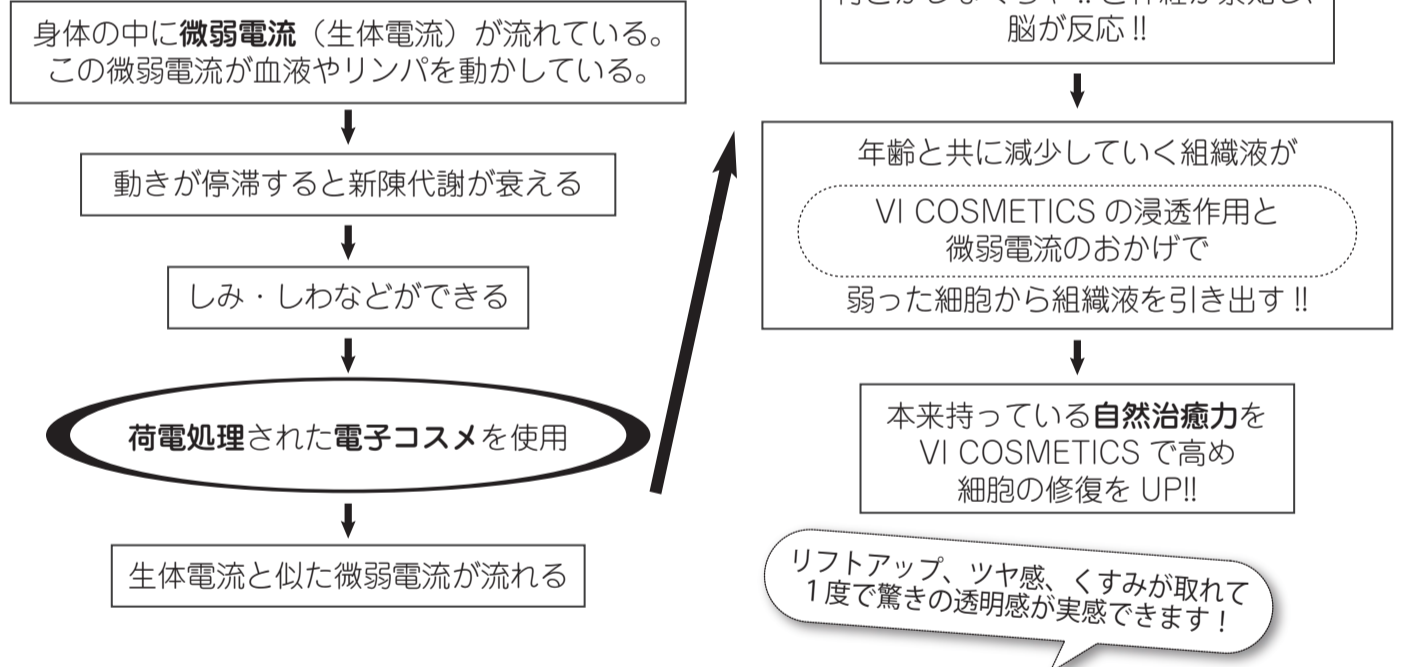 身体の中に微弱電流（生体電流）が流れている。
この微弱電流が血液やリンパを動かしている。
動きが停滞すると新陳代謝が衰える
しみ・しわなどができる
荷電処理された電子コスメを使用
生体電流と似た微弱電流が流れる
脳が反応 !!
年齢と共に減少していく組織液が
VI COSMETICS の浸透作用と
微弱電流のおかげで
弱った細胞から組織液を引き出す !!
本来持っている自然治癒力を
VI COSMETICS で高め
細胞の修復を UP!!
リフトアップ、ツヤ感、くすみが取れて
1度で驚きの透明感が実感できます！